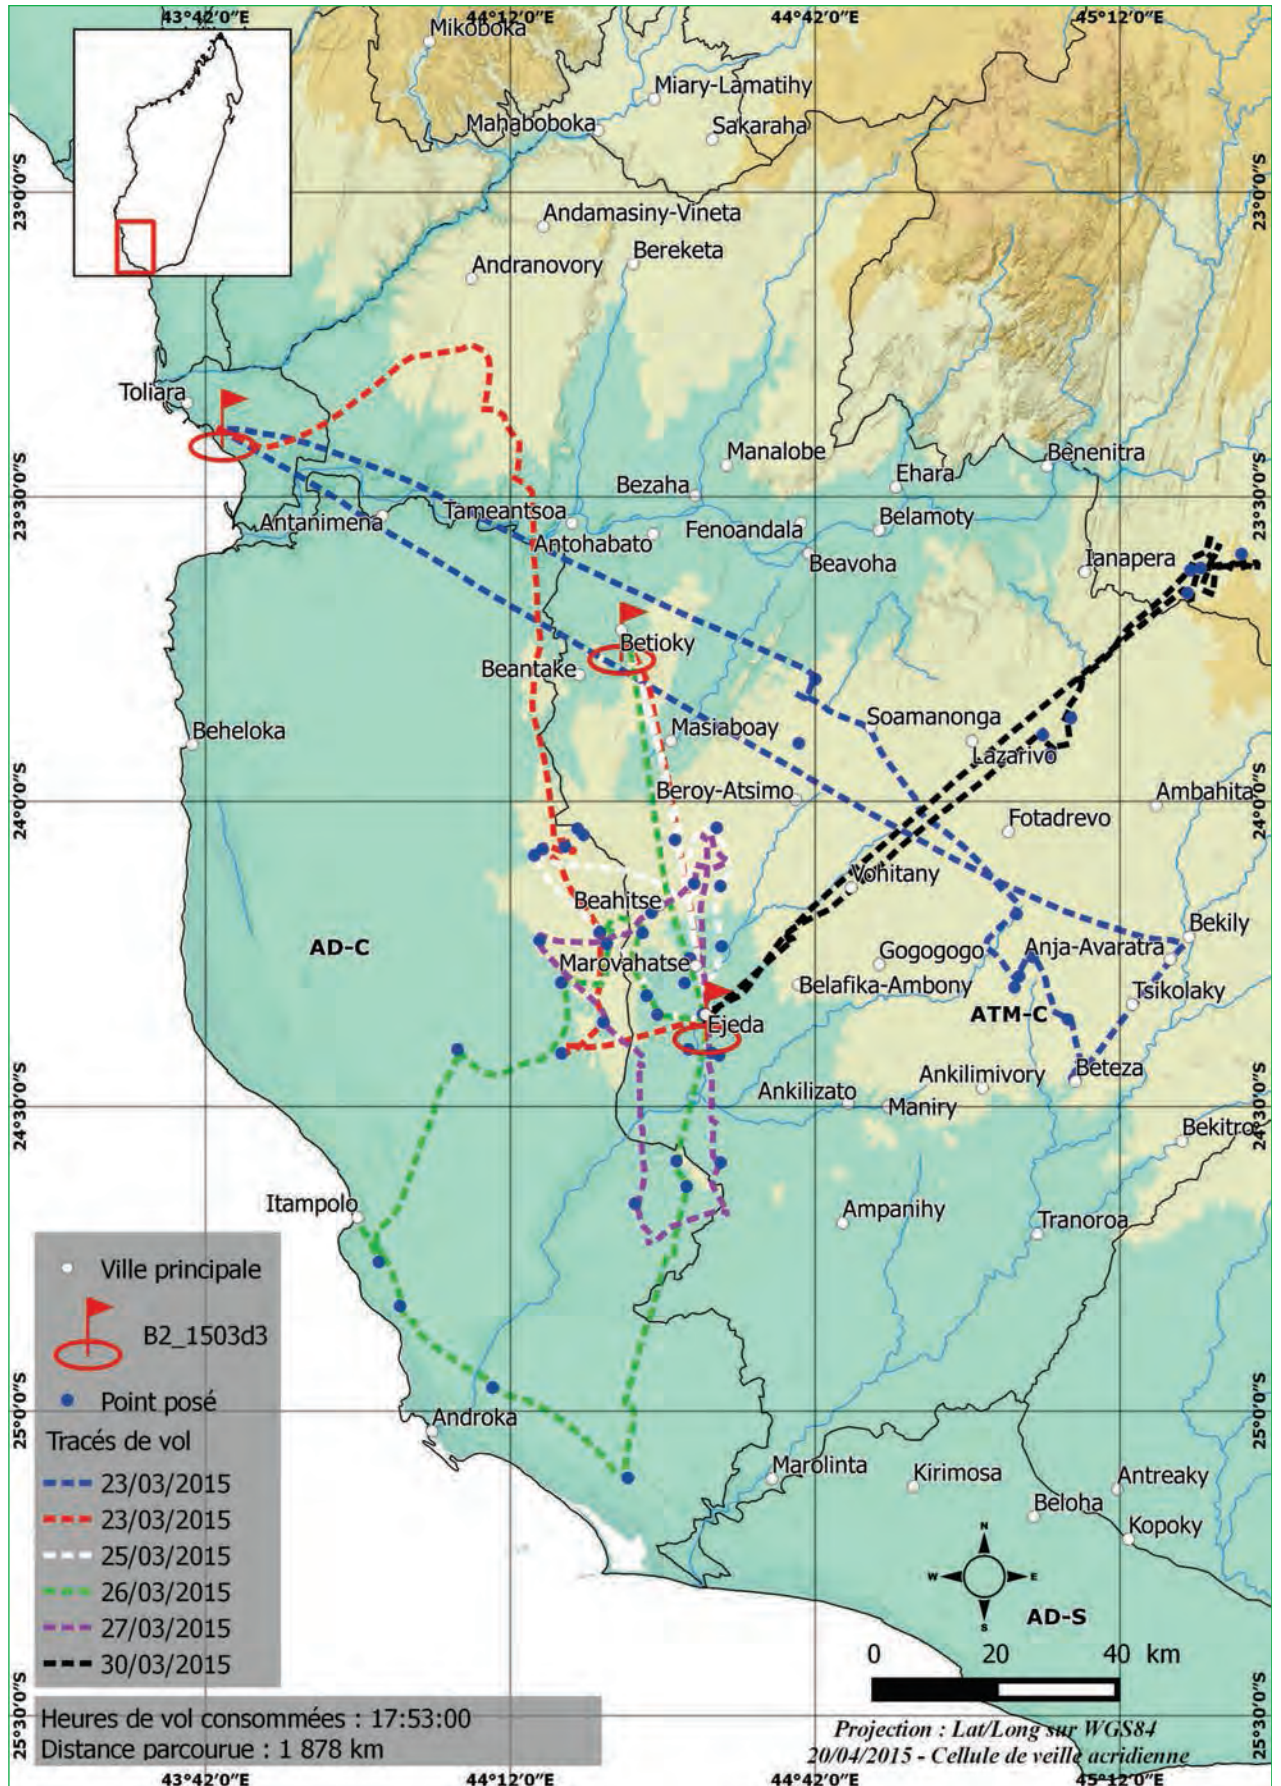 43°42'0"E
44°12'0"E
44°42'0"E
45°12'0"E
Mikoboka
Miary-Lamatihy
Mahaboboka
Sakaraha
23°0'0"S
23°0'0"S
Andamasiny-Vineta
Bereketa
Andranovory
Toliara
Manalobe
Benenitra
Ehara
Bezaha
23°30'0"S
23°30'0"S
Antanimena
Tameantsoa
Fenoandala
Belamoty
Antohabato
Beavoha
Ianapera
Betioky
Beantake
Soamanonga
Beheloka
Masiaboay
Lazarivo
Beroy-Atsimo
Ambahita
24°0'0"S
24°0'0"S
Fotadrevo
Vohitany
Beahitse
Bekily
AD-C
Gogogogo
Anja-Avaratra
Marovahatse
Belafika-Ambony
Tsikolaky
ATM-C
Ejeda
Ankilimivory
Beteza
Ankilizato
Maniry
24°30'0"S
24°30'0"S
Bekitro
Itampolo
Ampanihy
Tranoroa
Ville principale
B2_1503d3
Point posé
Androka
25°0'0"S
25°0'0"S
Tracés de vol
Marolinta
Kirimosa
Antreaky
23/03/2015
Beloha
23/03/2015
Kopoky
25/03/2015
N
W
E
S
26/03/2015
AD-S
27/03/2015
0 20 40 km
30/03/2015
Heures de vol consommées : 17:53:00
Distance parcourue : 1 878 km
25°30'0"S
25°30'0"S
Projection : Lat/Long sur WGS84
20/04/2015 - Cellule de veille acridienne
43°42'0"E
44°12'0"E
44°42'0"E
45°12'0"E